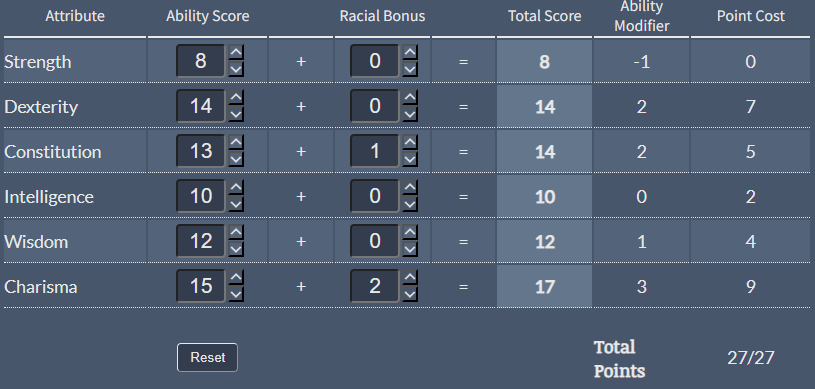 Attribute Ability Score Racial Bonus Total Score Ability Modifier Point Cost
Strength 8 + 0 = 8 -1 0
Dexterity 14 + 0 = 14 2 7
Constitution 13 + 1 = 14 2 5
Intelligence 10 + 0 = 10 0 2
Wisdom 12 + 0 = 12 1 4
Charisma 15 + 2 = 17 3 9
Reset Total Points 27/27